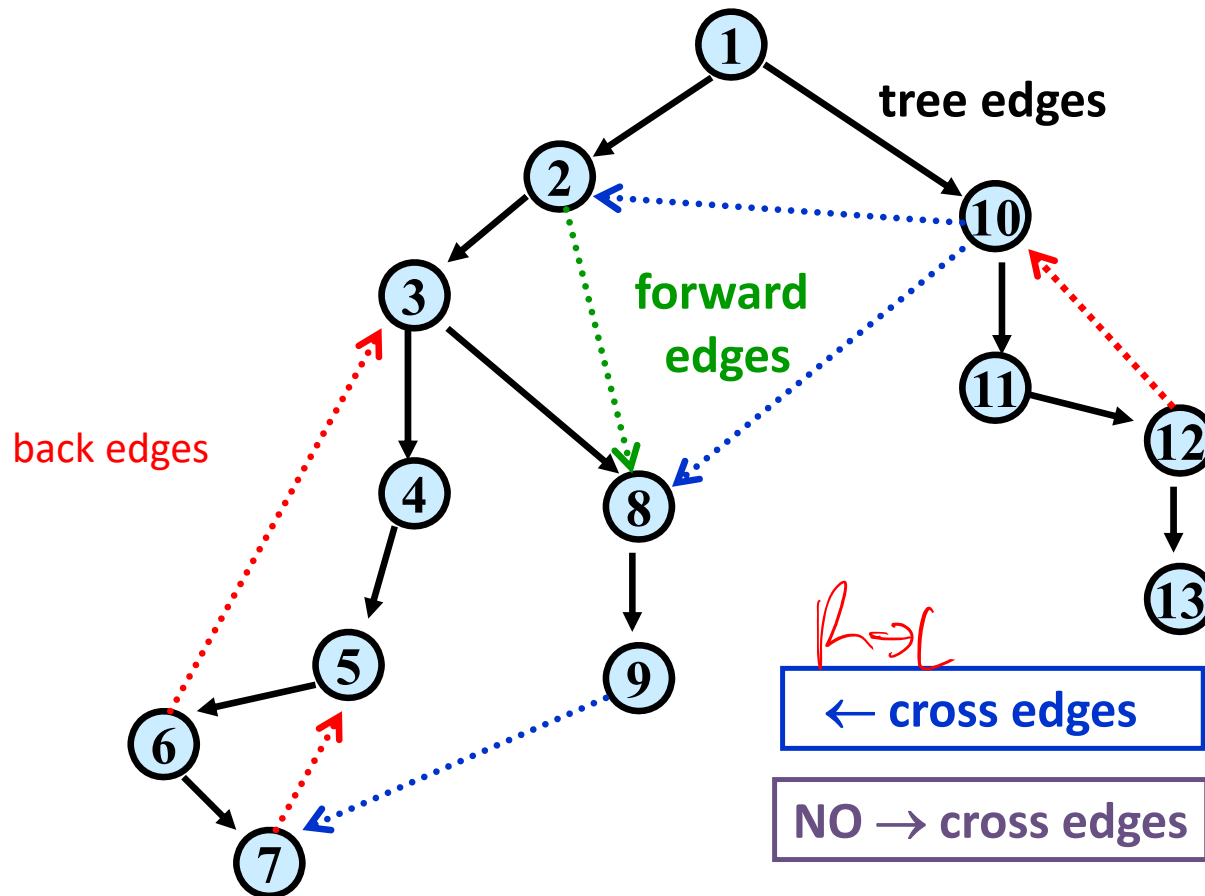 1
tree edges
2
10
3
forward
edges
11
back edges
12
4
8
13
R→L
5
9
← cross edges
6
NO → cross edges
7